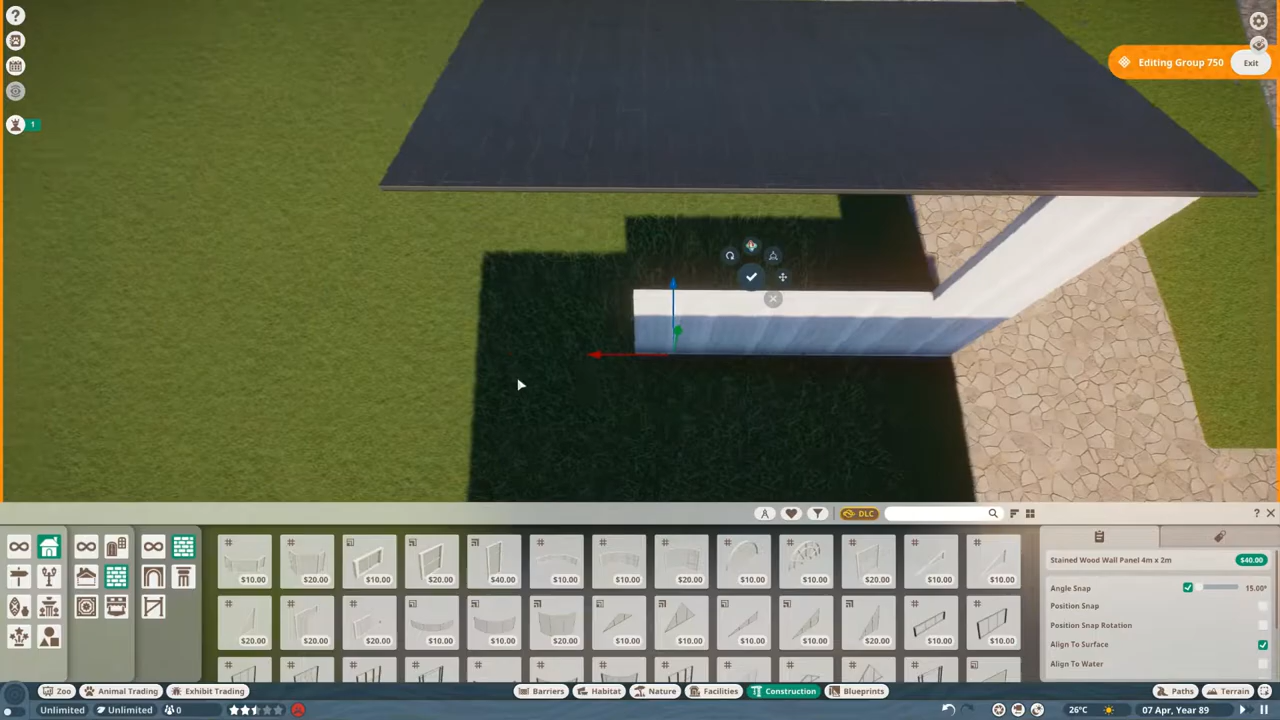 ?
Editing Group 750
Exit
1
DLC
? ×
$10.00 $20.00 $10.00 $20.00 $40.00 $10.00 $10.00 $20.00 $10.00 $10.00 $20.00 $10.00 $10.00
Stained Wood Wall Panel 4m x 2m $40.00
Angle Snap 15.00°
Position Snap
$20.00 $20.00 $10.00 $10.00 $10.00 $20.00 $10.00 $10.00 $10.00 $10.00 $20.00 $10.00 $10.00
Position Snap Rotation
Align To Surface
Align To Water
Zoo Animal Trading Exhibit Trading Barriers Habitat Nature Facilities Construction Blueprints Paths Terrain
Unlimited Unlimited 0 26°C 07 Apr, Year 89